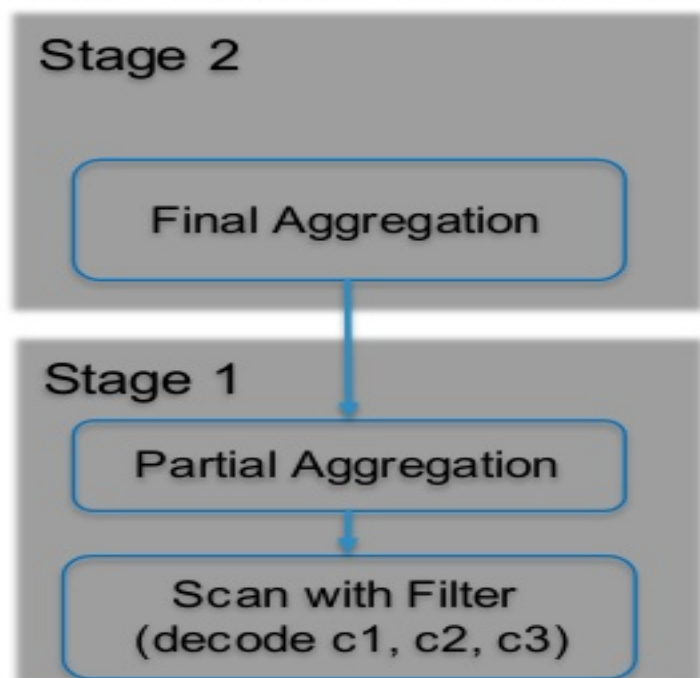 Stage 2
Final Aggregation
Stage 1
Partial Aggregation
Scan with Filter
(decode c1, c2, c3)